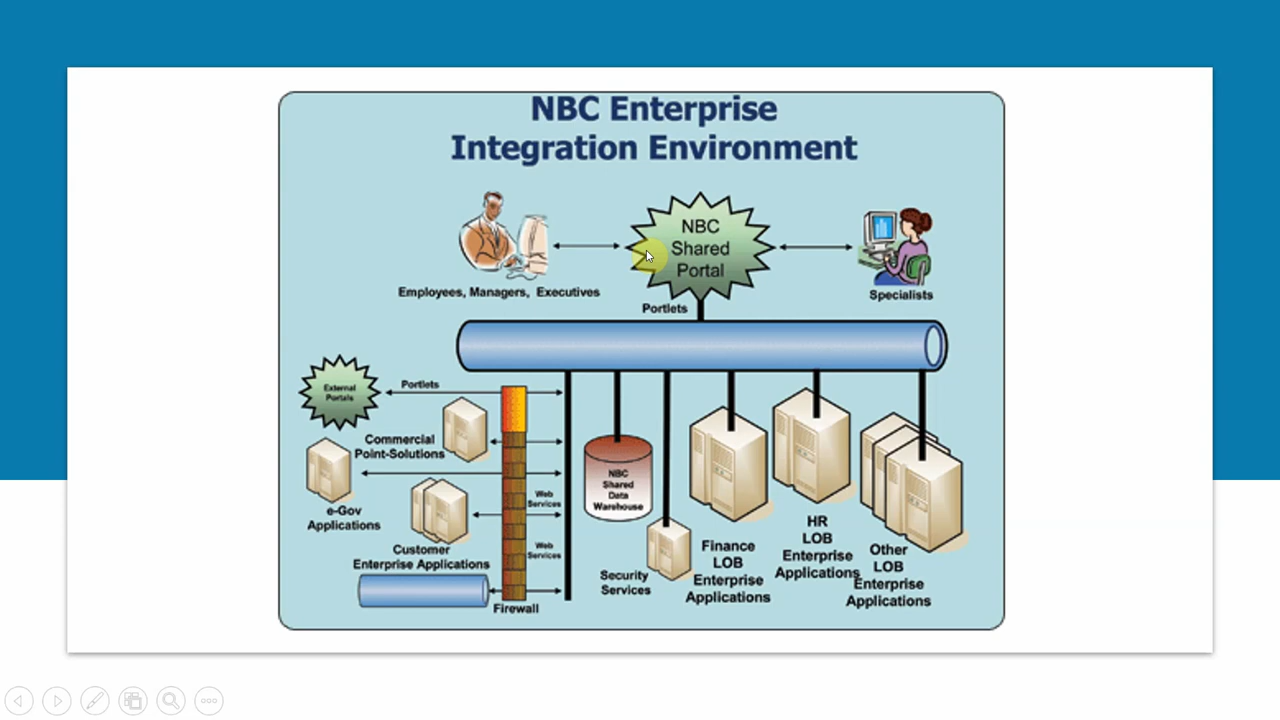 NBC Enterprise
Integration Environment
NBC
Shared
Portal
Employees, Managers, Executives
Specialists
Portlets
External
Portals
Portlets
Commercial
Point-Solutions
e-Gov
Applications
Customer
Enterprise Applications
Web
Services
Web
Services
Firewall
NBC
Shared
Data
Warehouse
Security
Services
Finance
LOB
Enterprise
Applications
HR
LOB
Enterprise
Applications
Other
LOB
Enterprise
Applications